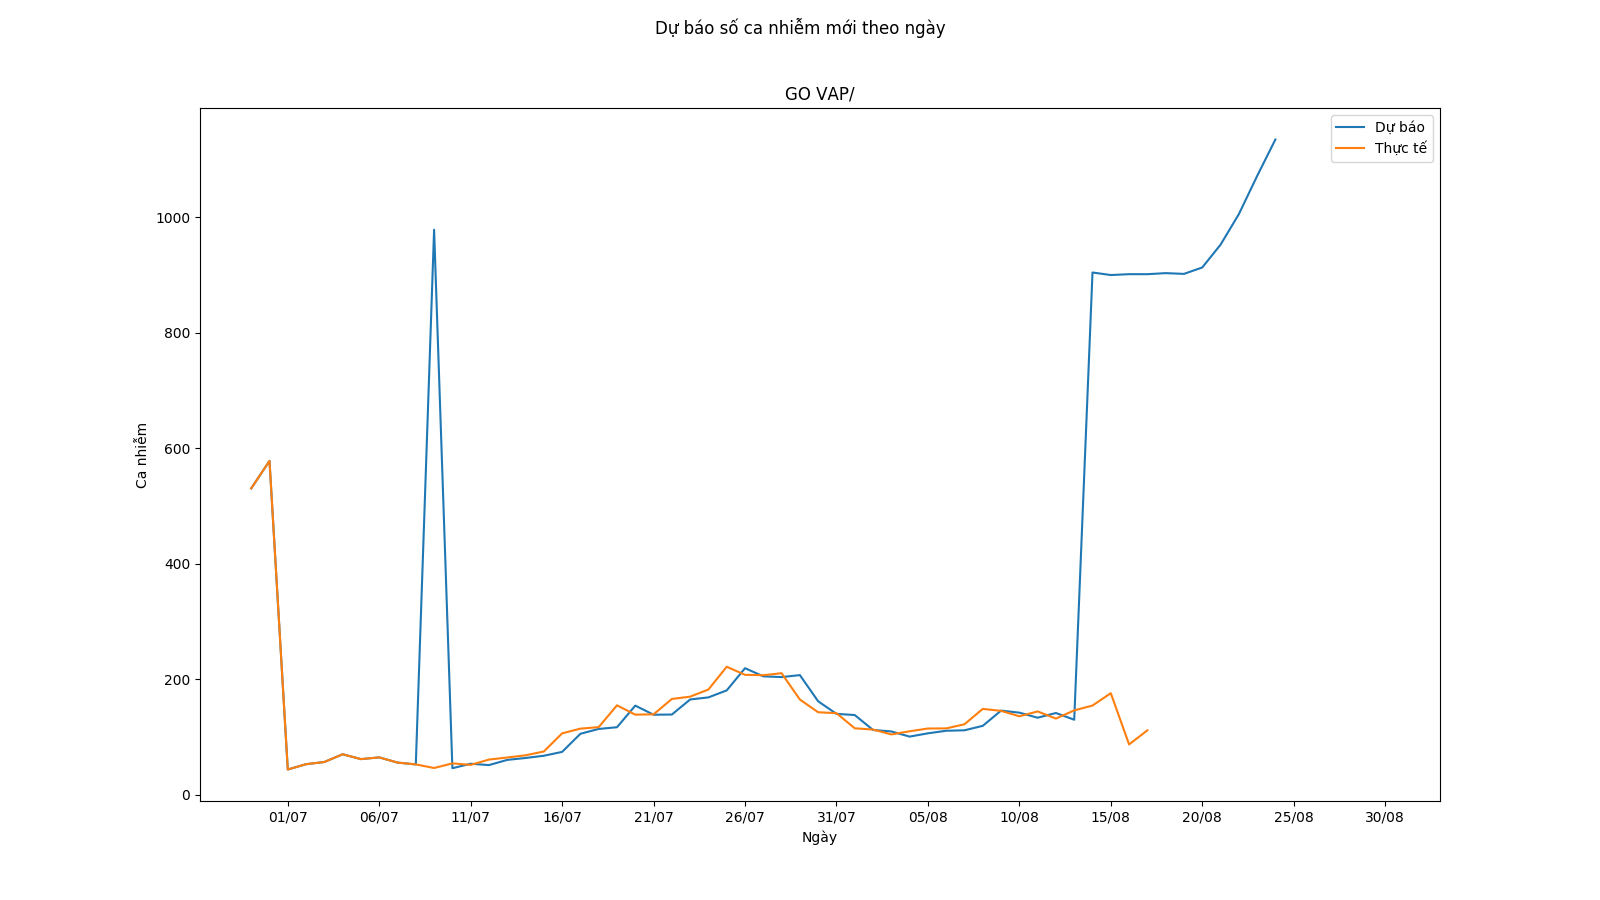 Dự báo số ca nhiễm mới theo ngày
GO VAP/
Dự báo
Thực tế
1000
800
600
400
200
0
Ca nhiễm
01/07 06/07 11/07 16/07 21/07 26/07 31/07 05/08 10/08 15/08 20/08 25/08 30/08
Ngày